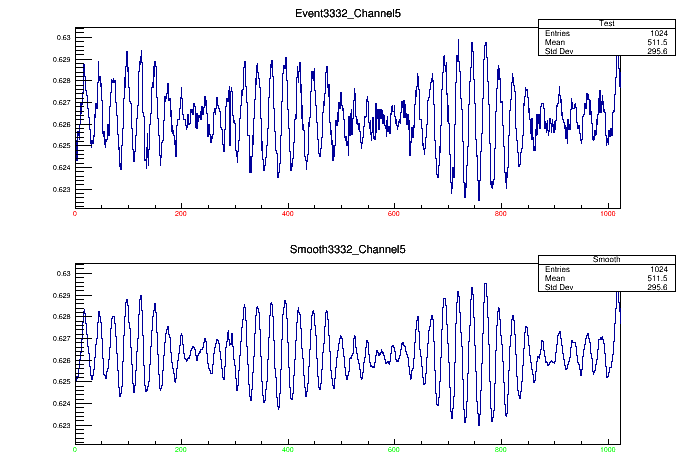 Event3332_Channel5
Test
Entries 1024
Mean 511.5
Std Dev 295.6
0.63
0.629
0.628
0.627
0.626
0.625
0.624
0.623
0 200 400 600 800 1000
Smooth3332_Channel5
Smooth
Entries 1024
Mean 511.5
Std Dev 295.6
0.63
0.629
0.628
0.627
0.626
0.625
0.624
0.623
0 200 400 600 800 1000